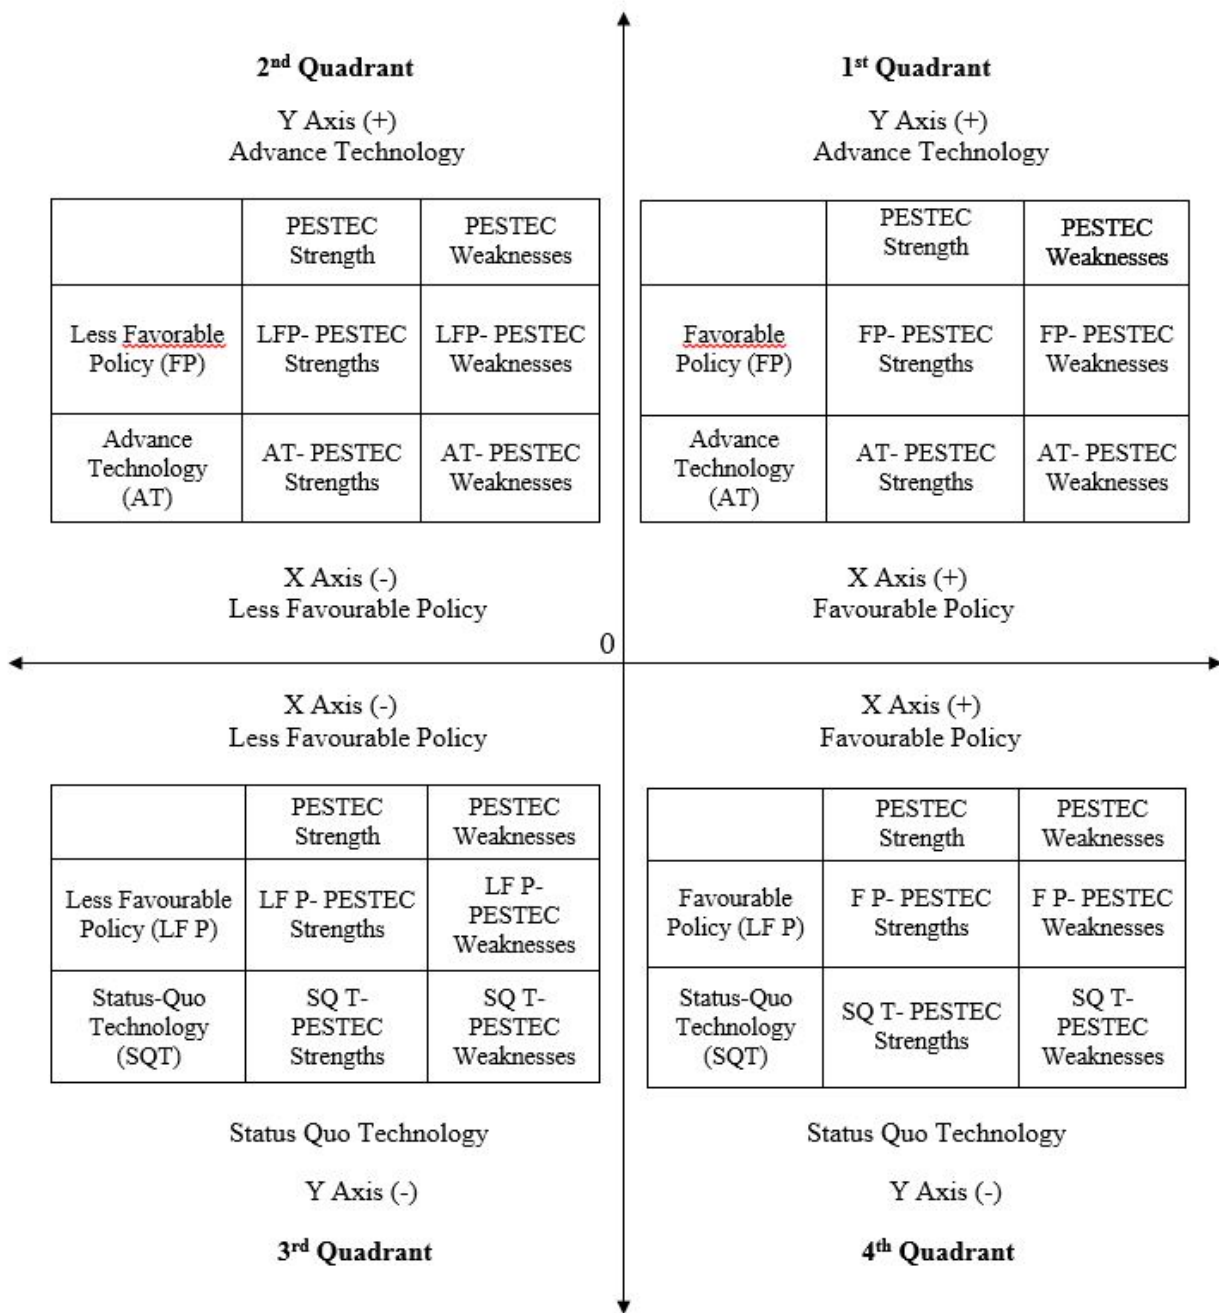 2nd Quadrant
Y Axis (+)
Advance Technology
PESTEC
Strength
PESTEC
Weaknesses
Less Favorable
Policy (FP)
LFP- PESTEC
Strengths
LFP- PESTEC
Weaknesses
Advance
Technology
(AT)
AT- PESTEC
Strengths
AT- PESTEC
Weaknesses
X Axis (-)
Less Favourable Policy
1st Quadrant
Y Axis (+)
Advance Technology
PESTEC
Strength
PESTEC
Weaknesses
Favorable
Policy (FP)
FP- PESTEC
Strengths
FP- PESTEC
Weaknesses
Advance
Technology
(AT)
AT- PESTEC
Strengths
AT- PESTEC
Weaknesses
X Axis (+)
Favourable Policy
0
X Axis (-)
Less Favourable Policy
PESTEC
Strength
PESTEC
Weaknesses
Less Favourable
Policy (LF P)
LF P- PESTEC
Strengths
LF P-
PESTEC
Weaknesses
Status-Quo
Technology
(SQT)
SQ T-
PESTEC
Strengths
SQ T-
PESTEC
Weaknesses
Status Quo Technology
Y Axis (-)
3rd Quadrant
X Axis (+)
Favourable Policy
PESTEC
Strength
PESTEC
Weaknesses
Favourable
Policy (LF P)
F P- PESTEC
Strengths
F P- PESTEC
Weaknesses
Status-Quo
Technology
(SQT)
SQ T- PESTEC
Strengths
SQ T-
PESTEC
Weaknesses
Status Quo Technology
Y Axis (-)
4th Quadrant